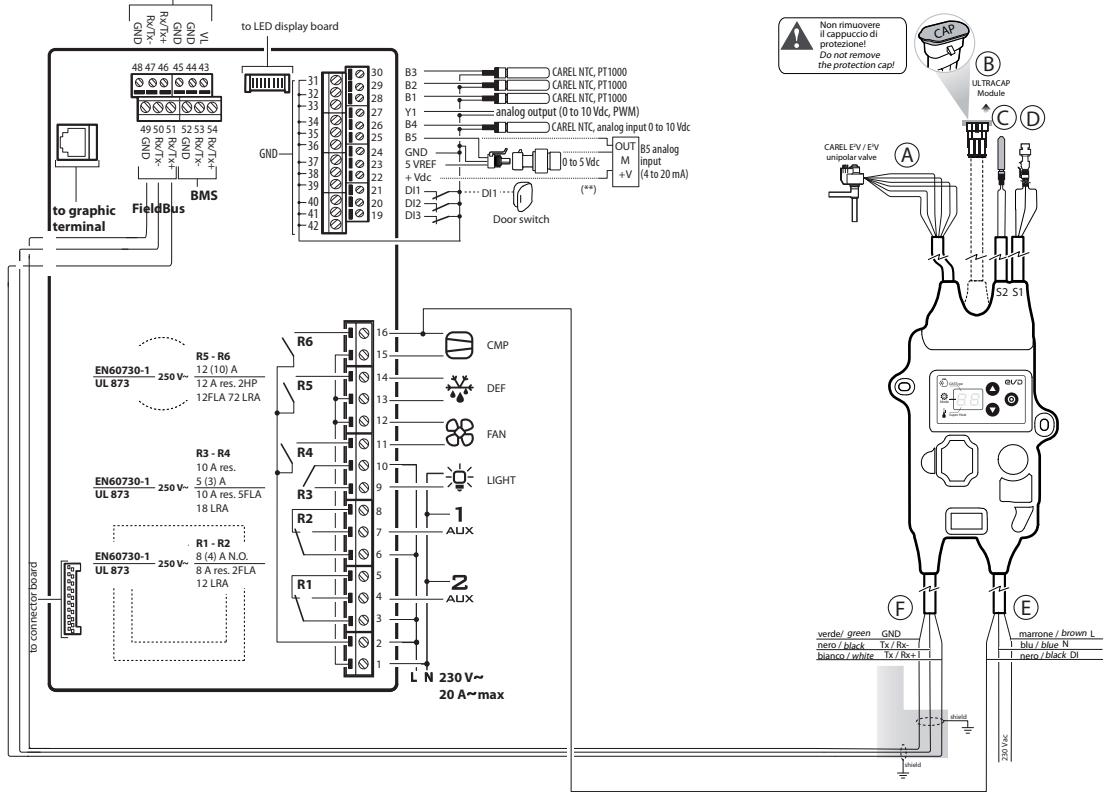 GND
Rx/Tx-
Rx/Tx+
GND
GND
VL
48 47 46 45 44 43
49 50 51 52 53 54
GND
Rx/Tx-
Rx/Tx+
GND
Rx/Tx-
Rx/Tx+
FieldBus
BMS
to graphic
terminal
to LED display board
GND
31
32
33
34
35
36
37
38
39
40
41
42
30
29
28
27
26
25
24
23
22
21
20
19
B3
B2
B1
Y1
B4
B5
GND
5 VREF
+ Vdc
DI1
DI2
DI3
CAREL NTC, PT1000
CAREL NTC, PT1000
CAREL NTC, PT1000
analog output (0 to 10 Vdc, PWM)
CAREL NTC, analog input 0 to 10 Vdc
0 to 5 Vdc
OUT
M
+V
B5 analog
input
(4 to 20 mA)
(**)
DI1
Door switch
EN60730-1
UL 873
250 V~
R5 - R6
12 (10) A
12 A res. 2HP
12FLA 72 LRA
EN60730-1
UL 873
250 V~
R3 - R4
10 A res.
5 (3) A
10 A res. 5FLA
18 LRA
EN60730-1
UL 873
250 V~
R1 - R2
8 (4) A N.O.
8 A res. 2FLA
12 LRA
to connector board
R6
R5
R4
R3
R2
R1
16
15
14
13
12
11
10
9
8
7
6
5
4
3
2
1
CMP
DEF
FAN
LIGHT
1
AUX
2
AUX
L N 230 V~
20 A~max
Non rimuovere
il cappuccio di
protezione!
Do not remove
the protection cap!
CAP
B
ULTRACAP
Module
C
D
CAREL E²V / E³V
unipolar valve
A
S2 S1
evo
Mode
Super Heat
88
F
E
verde/ green GND
nero / black Tx / Rx-
bianco / white Tx / Rx+
marrone / brown L
blu / blue N
nero / black DI
shield
shield
230 Vac